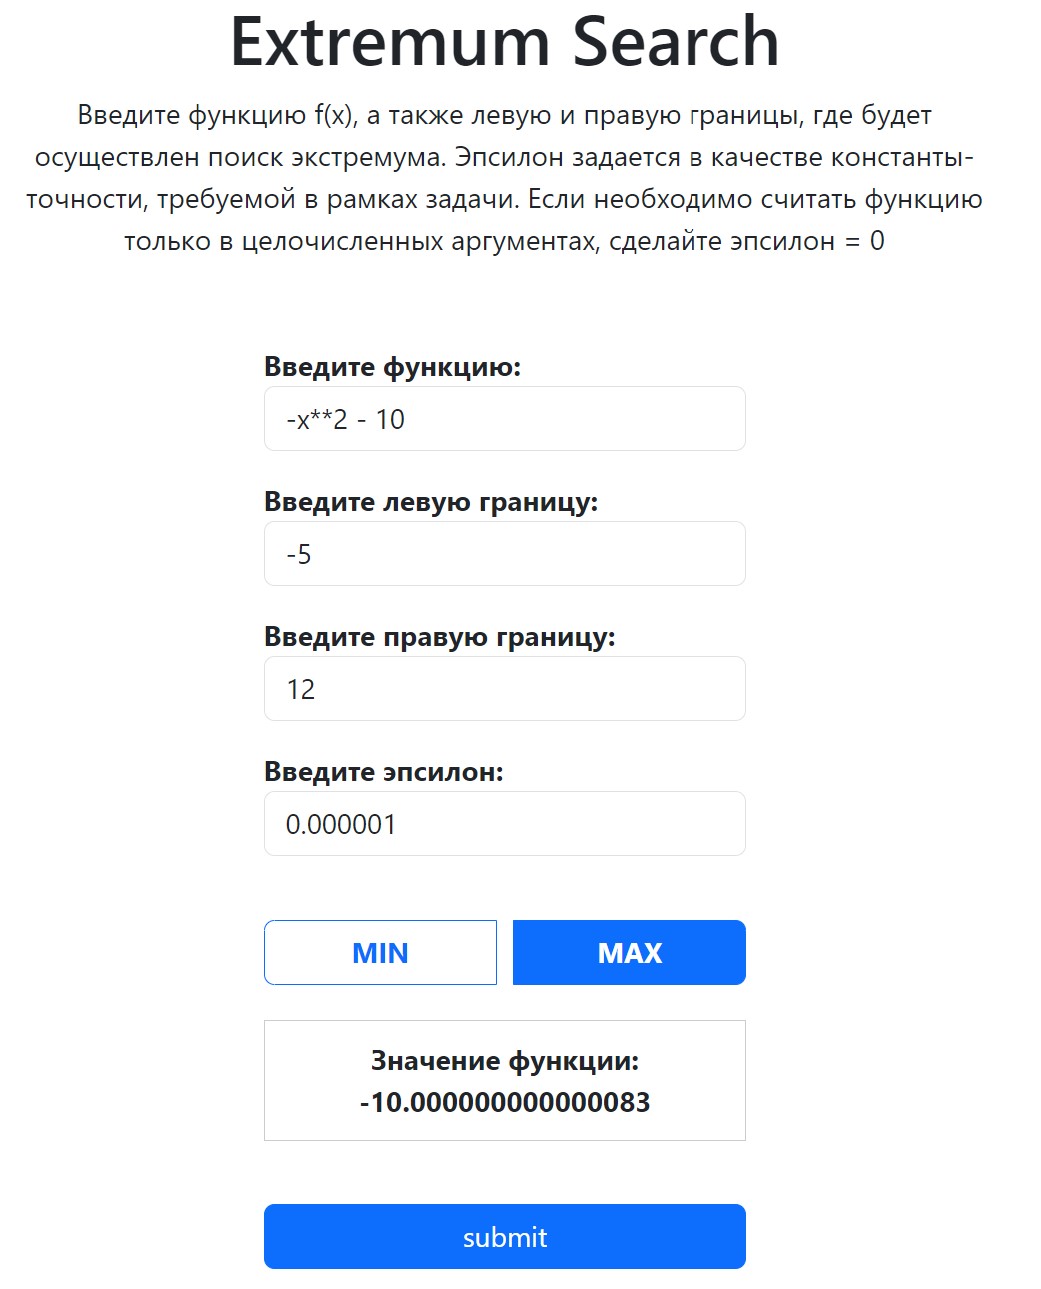 Extremum Search
Введите функцию f(x), а также левую и правую границы, где будет
осуществлен поиск экстремума. Эпсилон задается в качестве константы-
точности, требуемой в рамках задачи. Если необходимо считать функцию
только в целочисленных аргументах, сделайте эпсилон = 0
Введите функцию:
-x**2 - 10
Введите левую границу:
-5
Введите правую границу:
12
Введите эпсилон:
0.000001
MIN MAX
Значение функции:
-10.000000000000083
submit